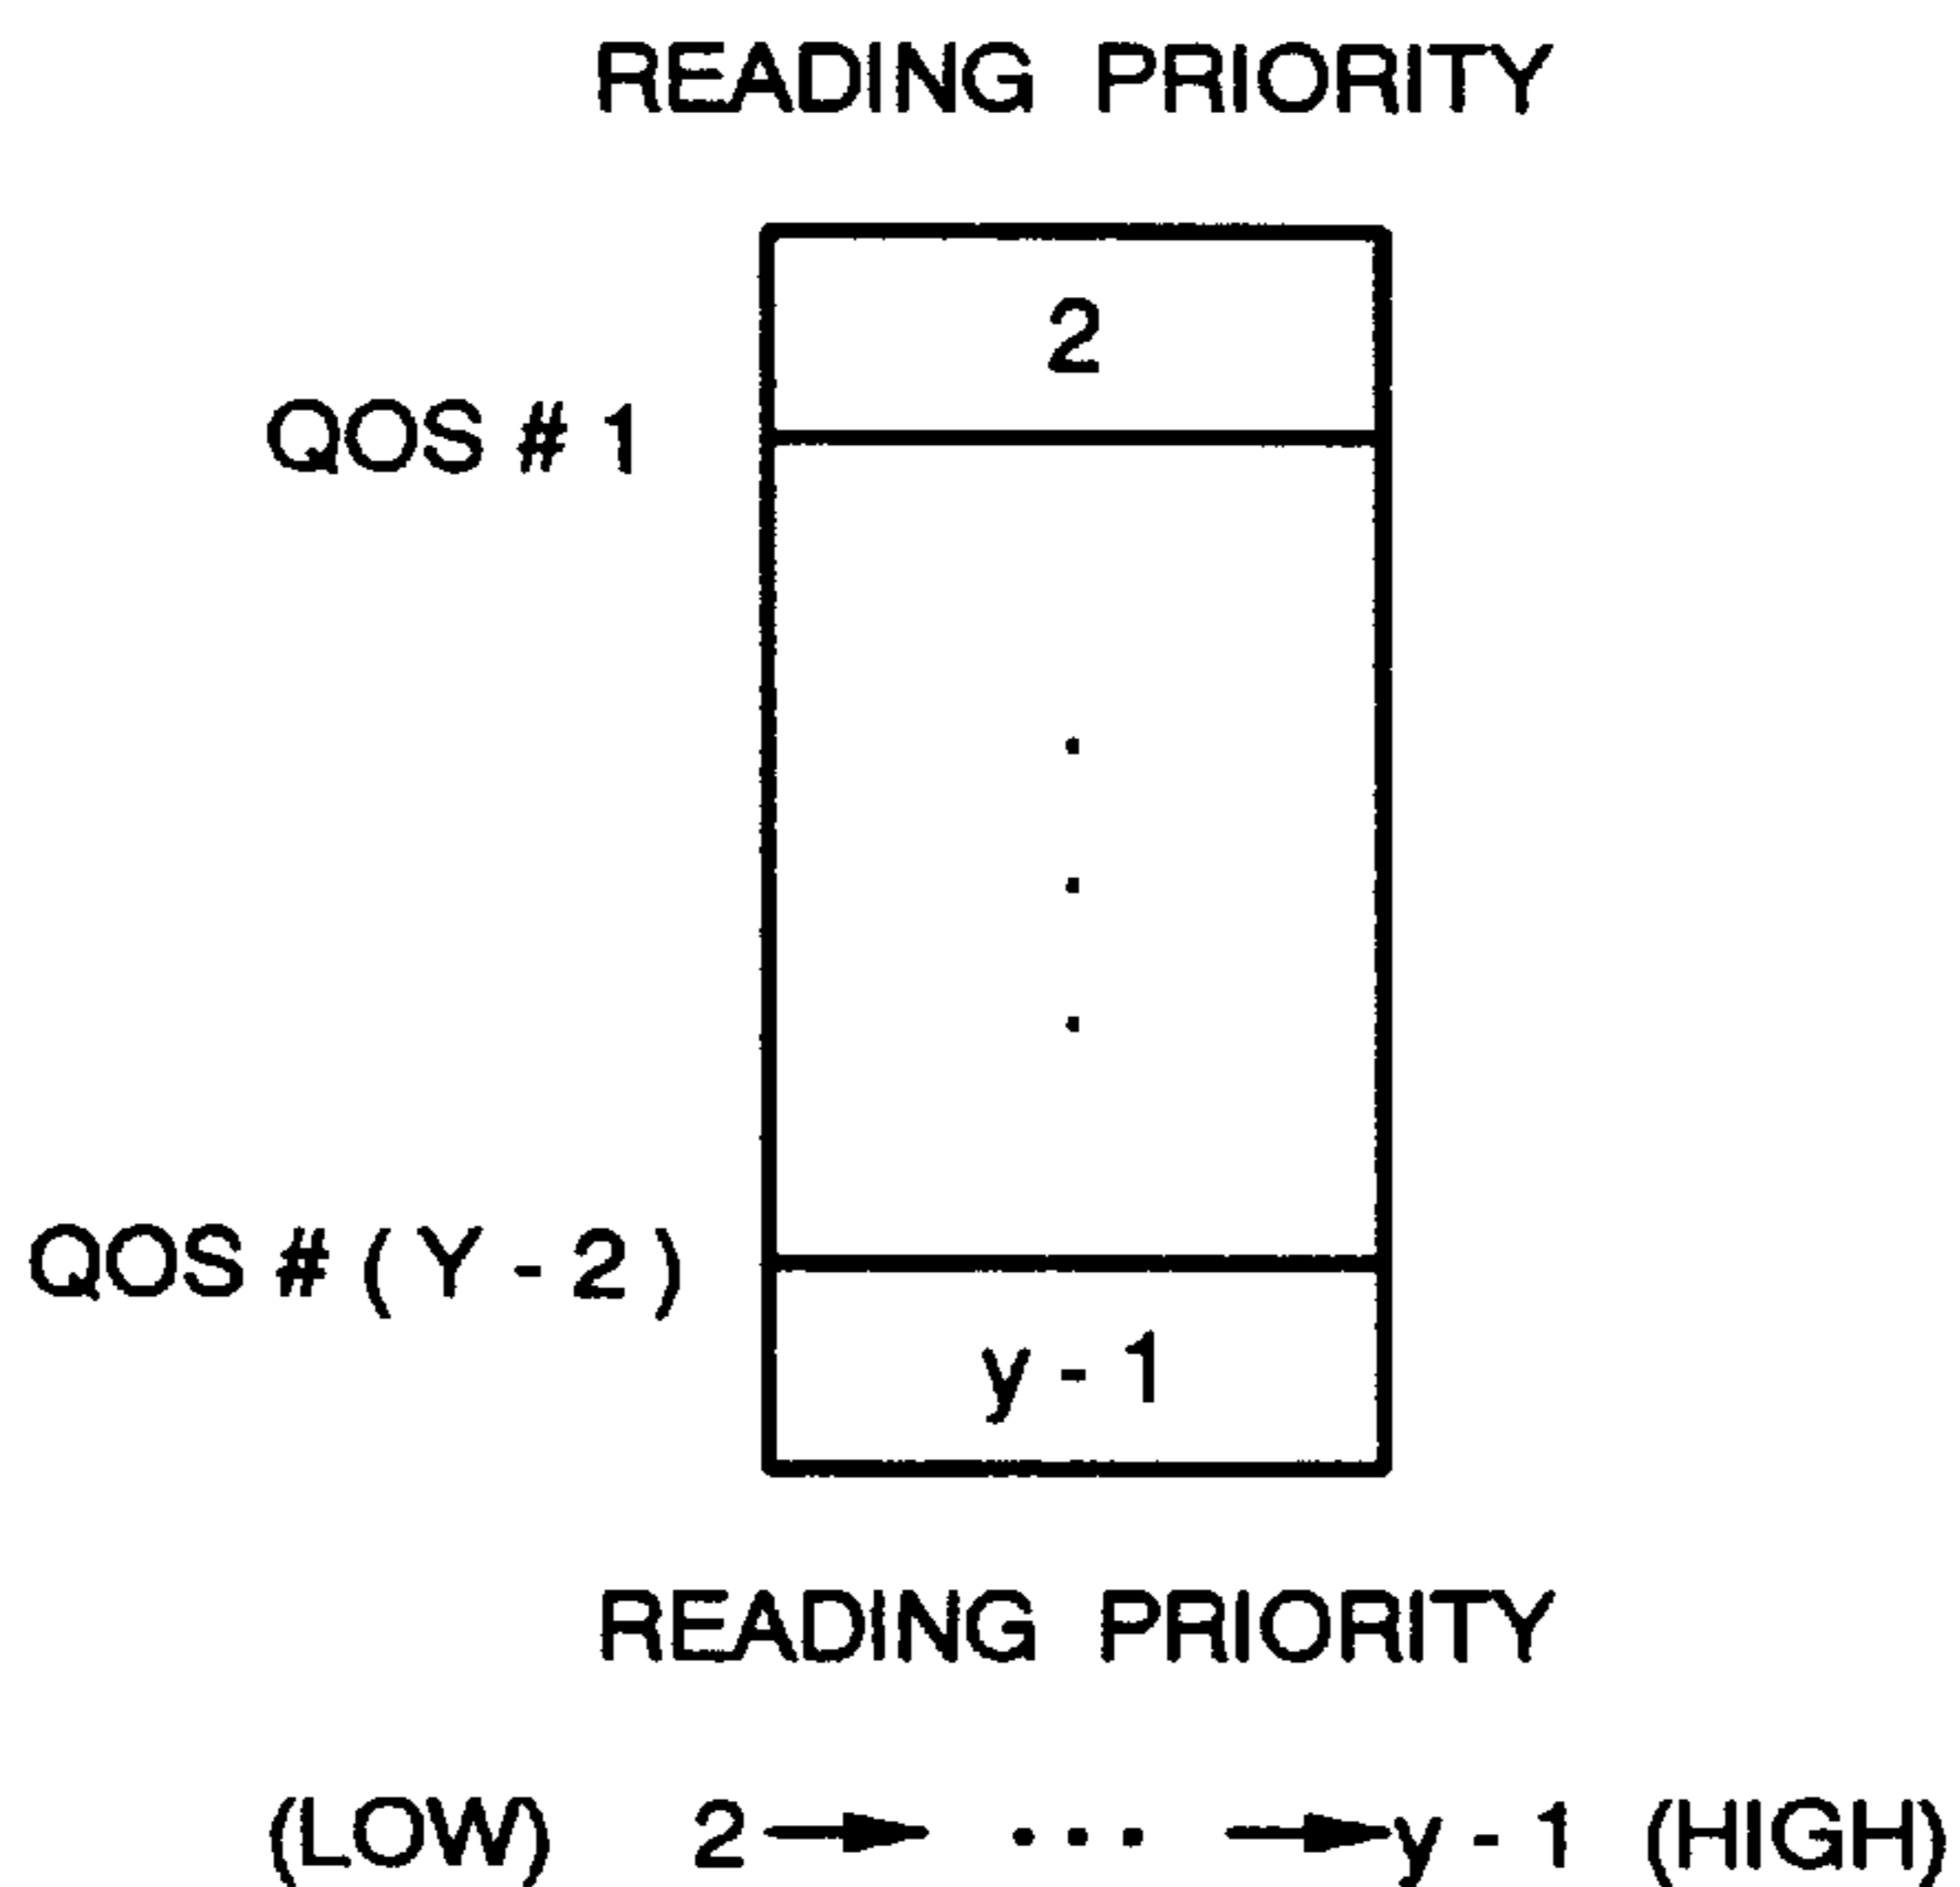 READING PRIORITY
2
QOS # 1
.
.
.
QOS # ( Y - 2 )
y - 1
READING PRIORITY
(LOW) 2 → ... → y - 1 (HIGH)